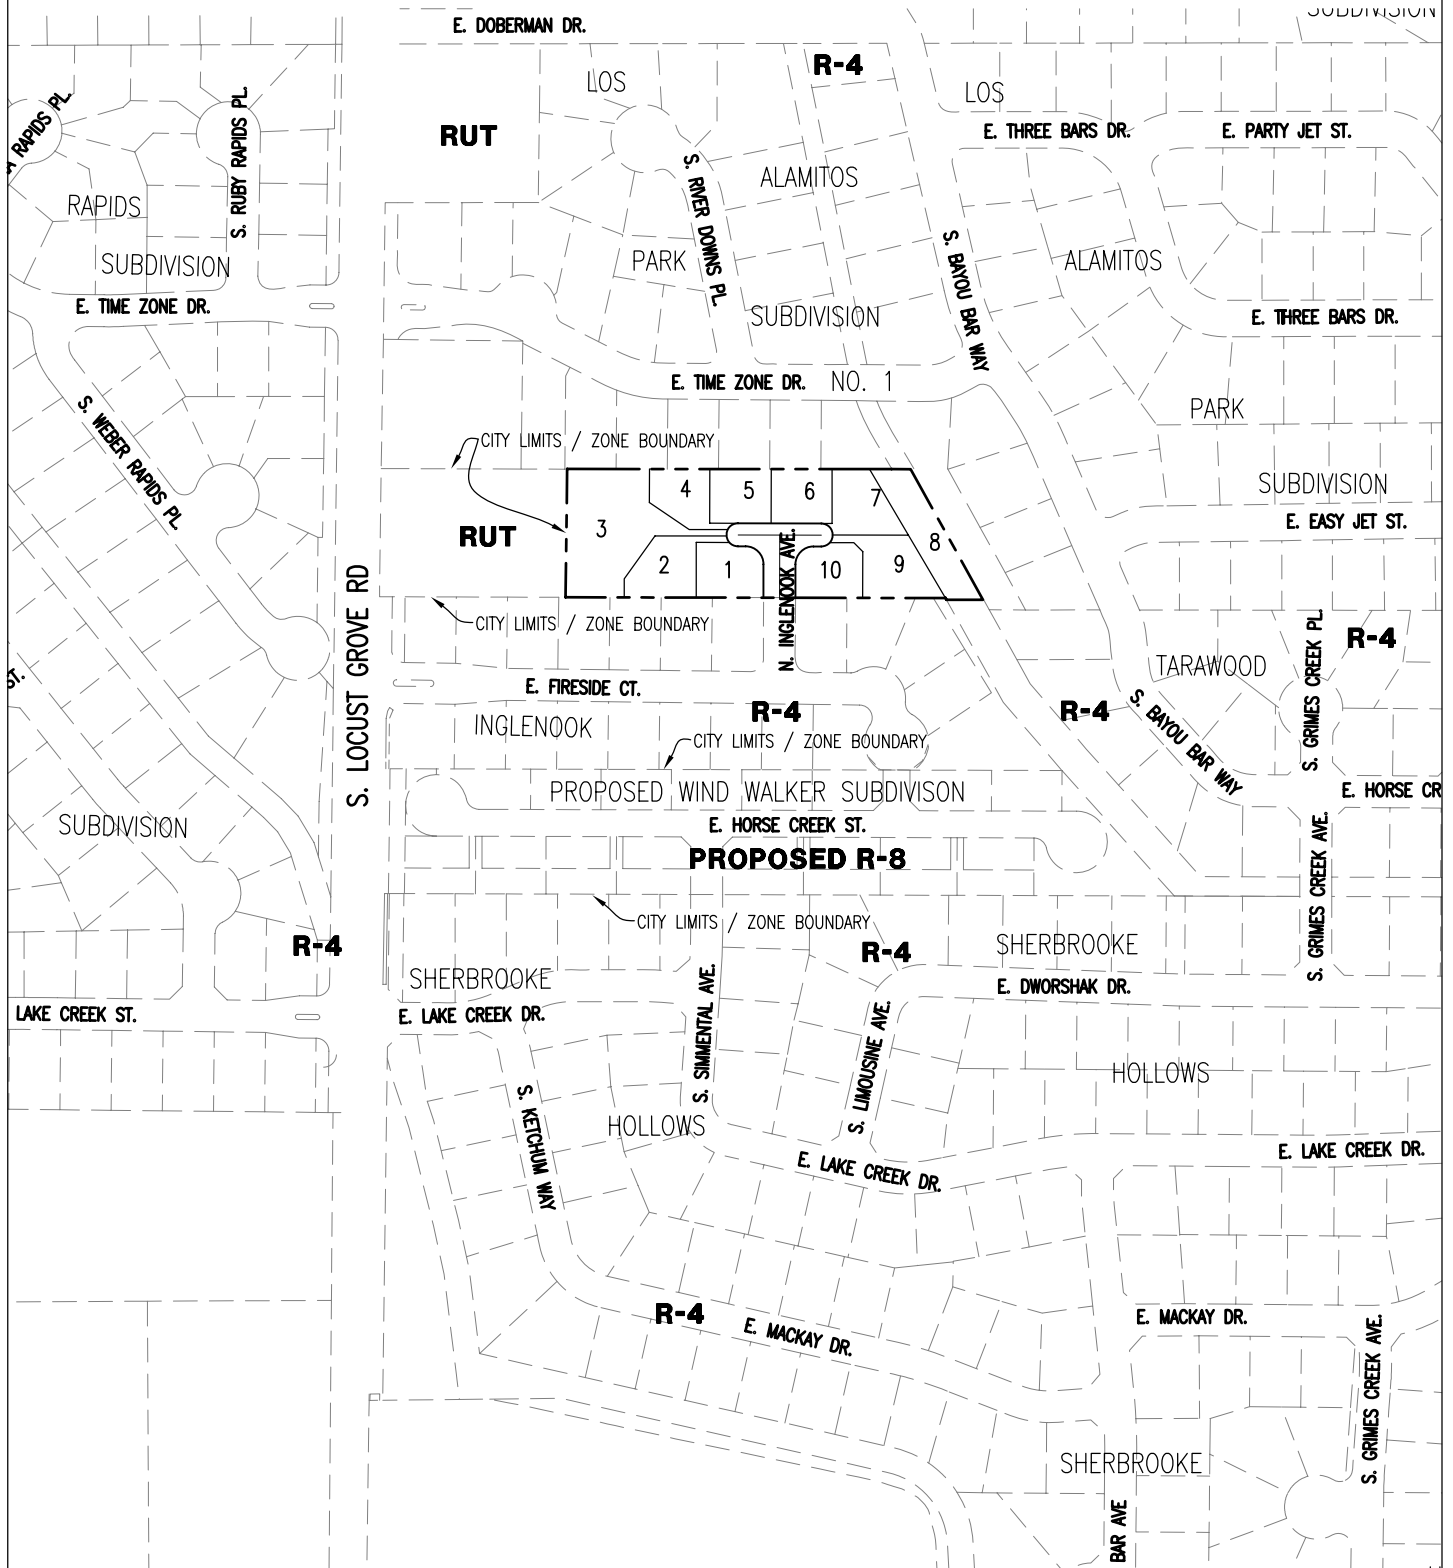 SUBDIVISION
E. DOBERMAN DR.
R-4
LOS
LOS
RAPIDS PL.
S. RUBY RAPIDS PL.
RUT
E. THREE BARS DR.
E. PARTY JET ST.
S. RIVER DOWNS PL.
ALAMITOS
RAPIDS
SUBDIVISION
PARK
S. BAYOU BAR WAY
ALAMITOS
E. TIME ZONE DR.
SUBDIVISION
E. THREE BARS DR.
E. TIME ZONE DR.
NO. 1
PARK
S. WEBER RAPIDS PL.
CITY LIMITS / ZONE BOUNDARY
SUBDIVISION
4
5
6
7
3
RUT
E. EASY JET ST.
8
2
1
N. INGLENOOK AVE.
10
9
S. LOCUST GROVE RD
CITY LIMITS / ZONE BOUNDARY
R-4
S. GRIMES CREEK PL.
TARAWOOD
ST.
E. FIRESIDE CT.
R-4
R-4
INGLENOOK
S. BAYOU BAR WAY
CITY LIMITS / ZONE BOUNDARY
PROPOSED WIND WALKER SUBDIVISON
E. HORSE CR
SUBDIVISION
E. HORSE CREEK ST.
PROPOSED R-8
S. GRIMES CREEK AVE.
CITY LIMITS / ZONE BOUNDARY
R-4
R-4
SHERBROOKE
SHERBROOKE
E. DWORSHAK DR.
LAKE CREEK ST.
E. LAKE CREEK DR.
S. SIMMENTAL AVE.
S. LIMOUSINE AVE.
HOLLOWS
S. KETCHUM WAY
HOLLOWS
E. LAKE CREEK DR.
E. LAKE CREEK DR.
R-4
E. MACKAY DR.
E. MACKAY DR.
S. GRIMES CREEK AVE.
SHERBROOKE
BAR AVE